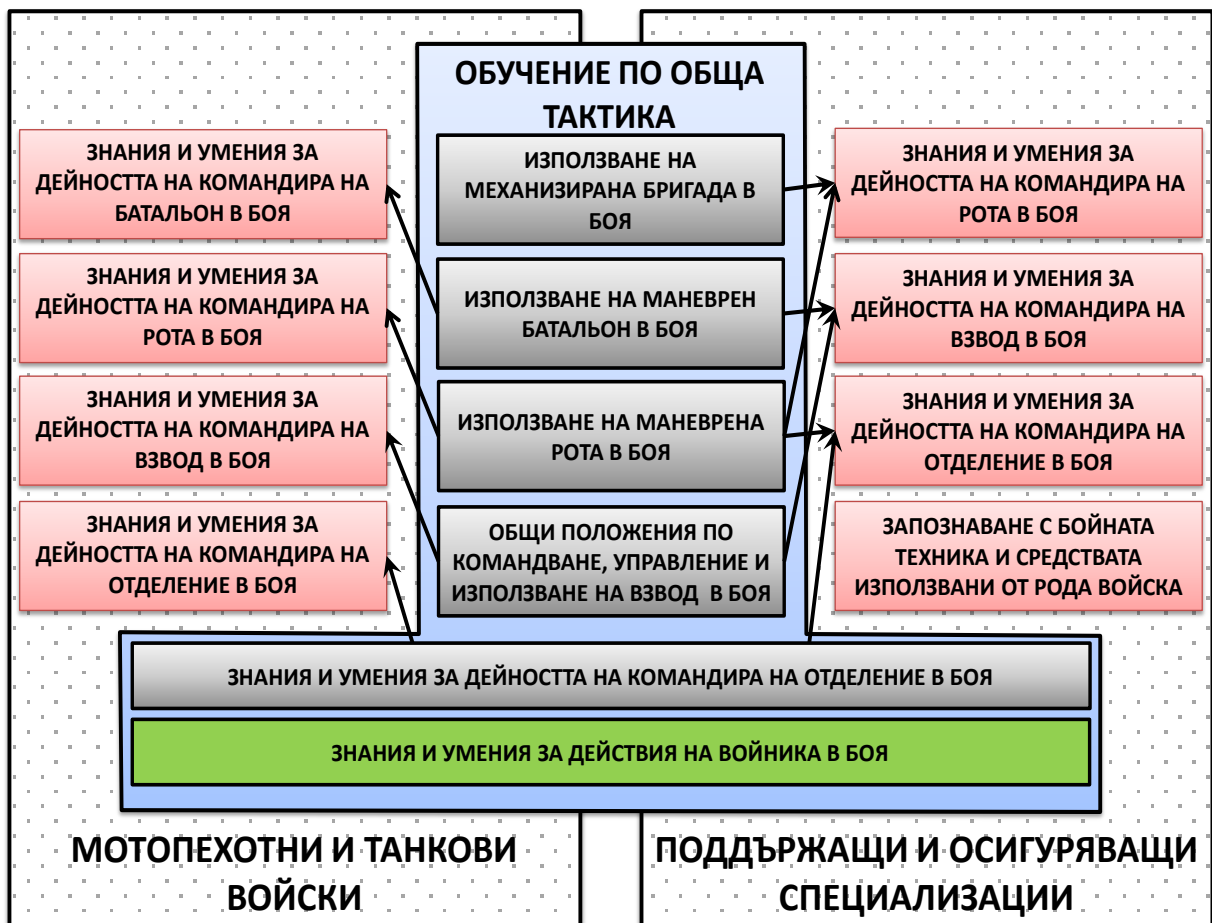 ОБУЧЕНИЕ ПО ОБЩА
ТАКТИКА
ЗНАНИЯ И УМЕНИЯ ЗА
ДЕЙНОСТТА НА КОМАНДИРА НА
БАТАЛЬОН В БОЯ
ЗНАНИЯ И УМЕНИЯ ЗА
ДЕЙНОСТТА НА КОМАНДИРА НА
РОТА В БОЯ
ЗНАНИЯ И УМЕНИЯ ЗА
ДЕЙНОСТТА НА КОМАНДИРА НА
ВЗВОД В БОЯ
ЗНАНИЯ И УМЕНИЯ ЗА
ДЕЙНОСТТА НА КОМАНДИРА НА
ОТДЕЛЕНИЕ В БОЯ
ИЗПОЛЗВАНЕ НА
МЕХАНИЗИРАНА БРИГАДА В
БОЯ
ИЗПОЛЗВАНЕ НА МАНЕВРЕН
БАТАЛЬОН В БОЯ
ИЗПОЛЗВАНЕ НА МАНЕВРЕНА
РОТА В БОЯ
ОБЩИ ПОЛОЖЕНИЯ ПО
КОМАНДВАНЕ, УПРАВЛЕНИЕ И
ИЗПОЛЗВАНЕ НА ВЗВОД В БОЯ
ЗНАНИЯ И УМЕНИЯ ЗА
ДЕЙНОСТТА НА КОМАНДИРА НА
РОТА В БОЯ
ЗНАНИЯ И УМЕНИЯ ЗА
ДЕЙНОСТТА НА КОМАНДИРА НА
ВЗВОД В БОЯ
ЗНАНИЯ И УМЕНИЯ ЗА
ДЕЙНОСТТА НА КОМАНДИРА НА
ОТДЕЛЕНИЕ В БОЯ
ЗАПОЗНАВАНЕ С БОЙНАТА
ТЕХНИКА И СРЕДСТВАТА
ИЗПОЛЗВАНИ ОТ РОДА ВОЙСКА
ЗНАНИЯ И УМЕНИЯ ЗА ДЕЙНОСТТА НА КОМАНДИРА НА ОТДЕЛЕНИЕ В БОЯ
ЗНАНИЯ И УМЕНИЯ ЗА ДЕЙСТВИЯ НА ВОЙНИКА В БОЯ
МОТОПЕХОТНИ И ТАНКОВИ
ВОЙСКИ
ПОДДЪРЖАЩИ И ОСИГУРЯВАЩИ
СПЕЦИАЛИЗАЦИИ